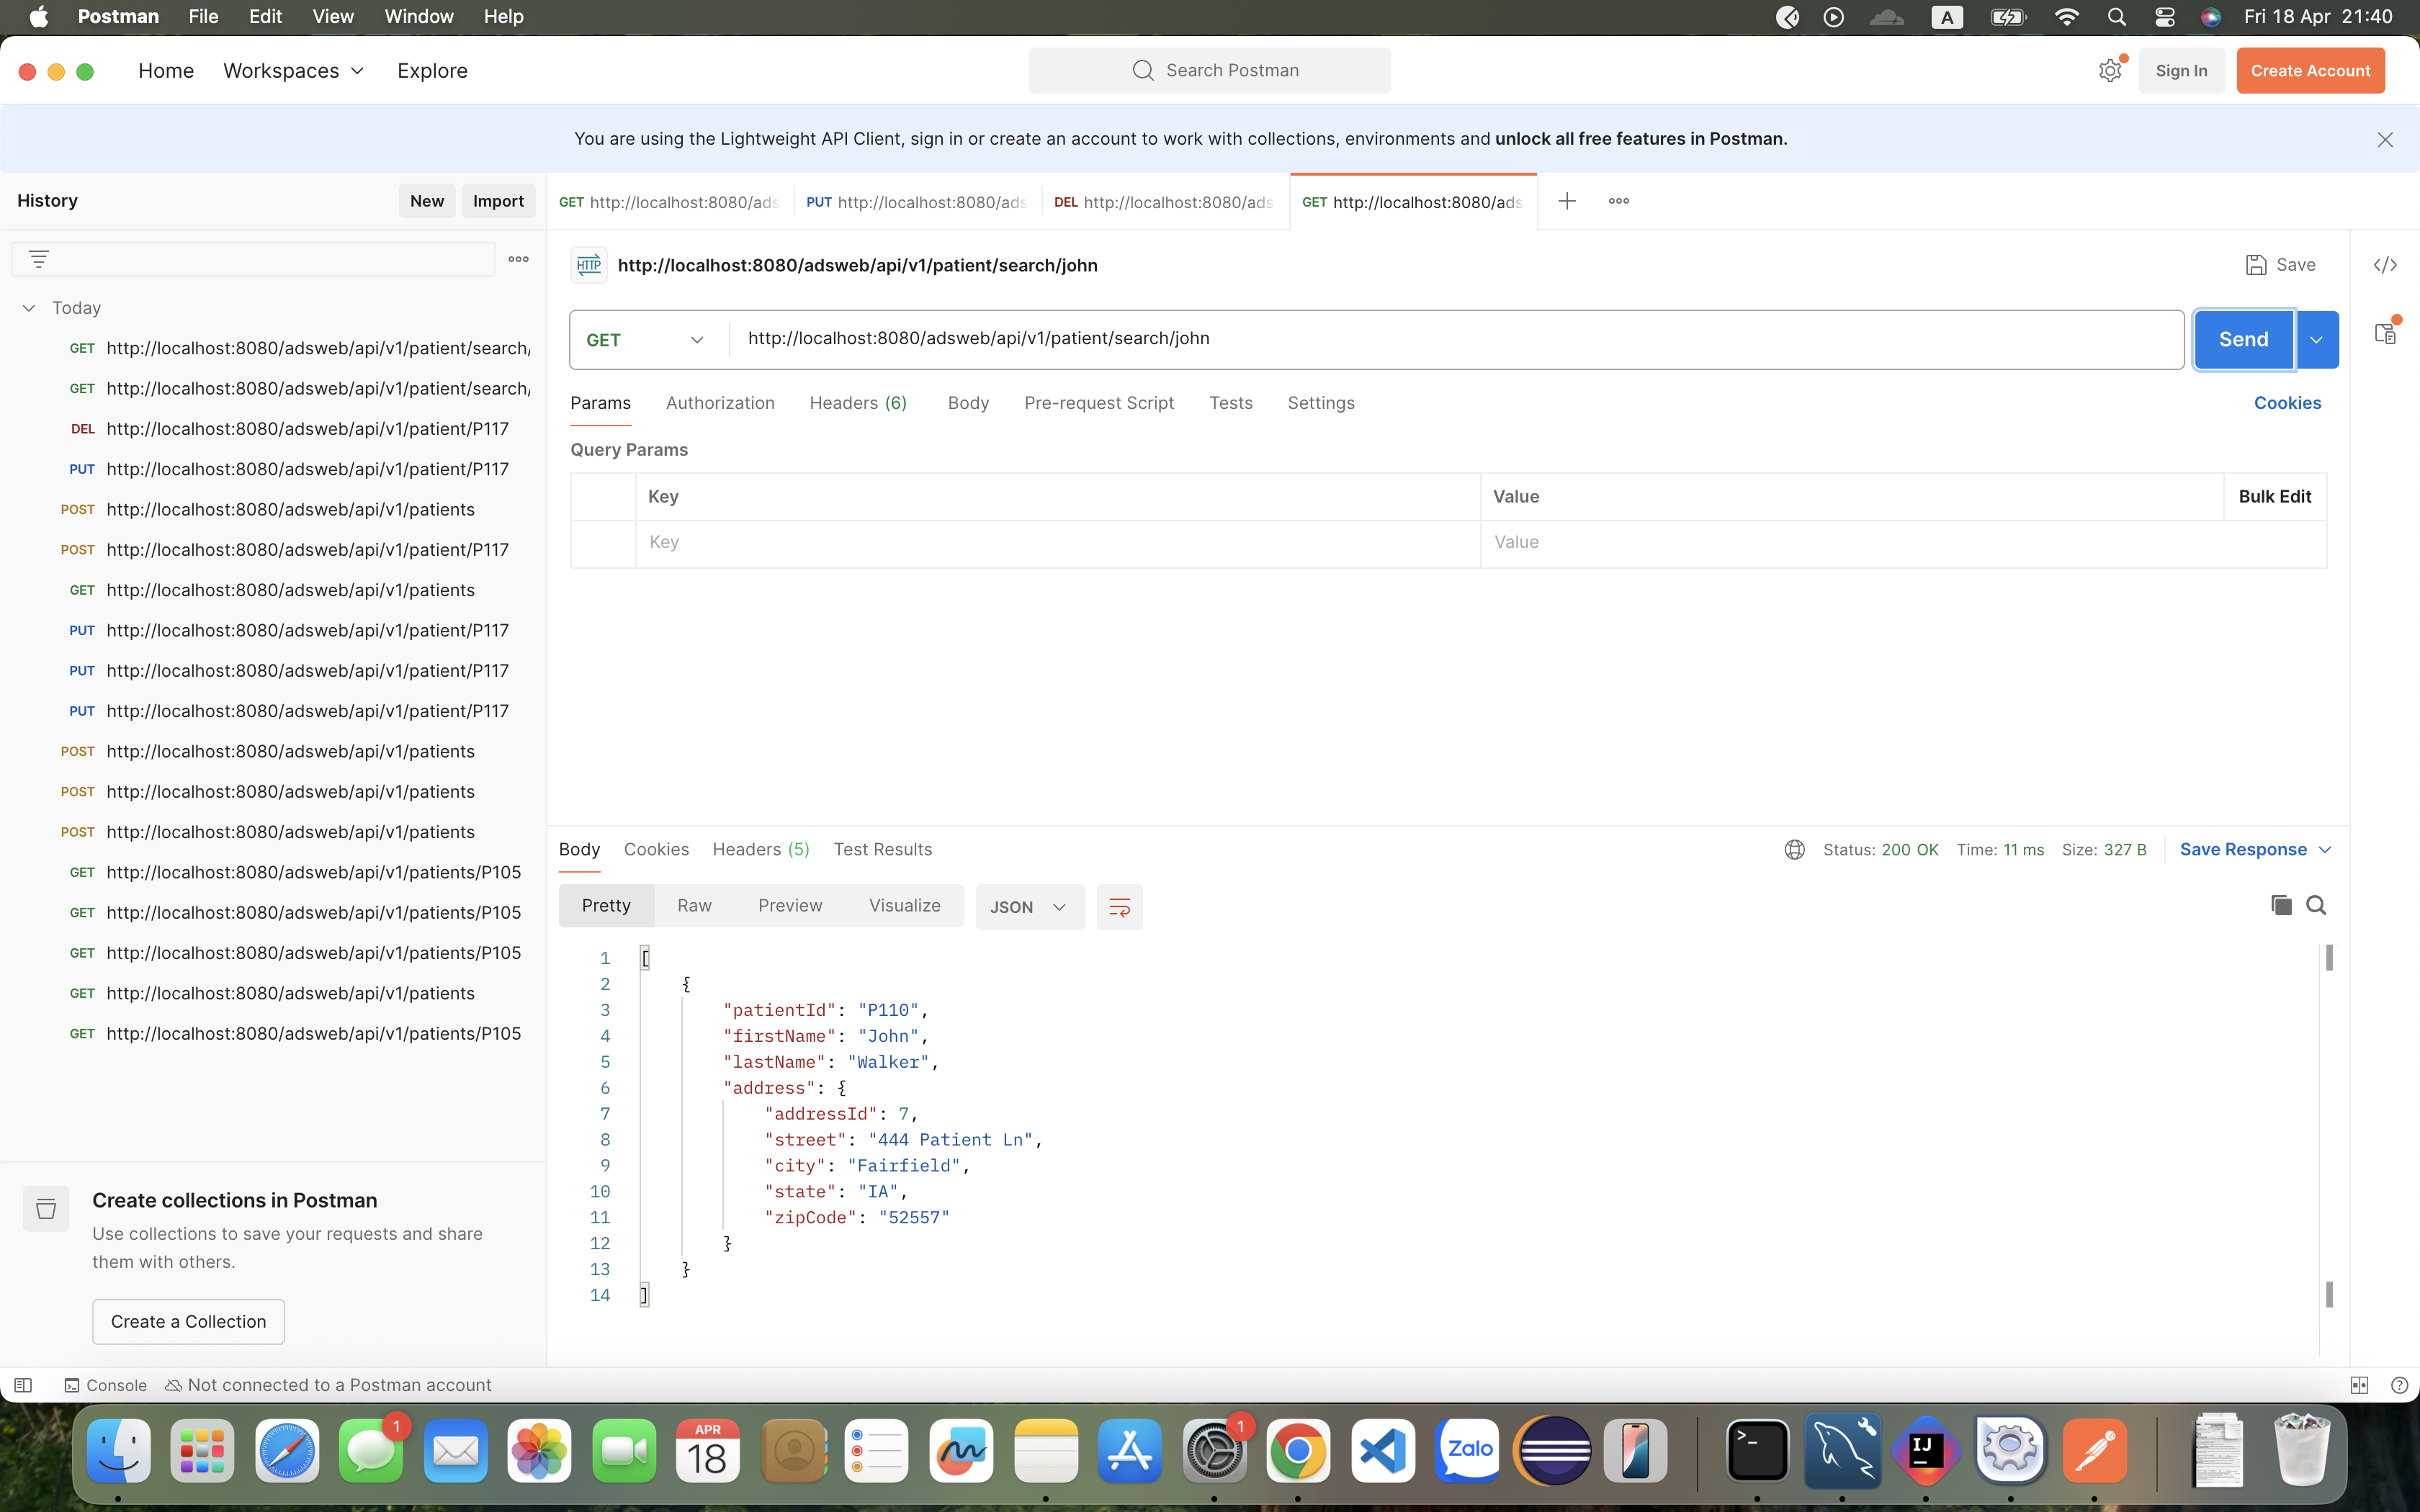 Postman File Edit View Window Help A Fri 18 Apr 21:40
Home Workspaces Explore Search Postman Sign In Create Account
You are using the Lightweight API Client, sign in or create an account to work with collections, environments and unlock all free features in Postman.
History New Import
GET http://localhost:8080/ads PUT http://localhost:8080/ads DEL http://localhost:8080/ads GET http://localhost:8080/ads
Today
GET http://localhost:8080/adsweb/api/v1/patient/search/
GET http://localhost:8080/adsweb/api/v1/patient/search/
DEL http://localhost:8080/adsweb/api/v1/patient/P117
PUT http://localhost:8080/adsweb/api/v1/patient/P117
POST http://localhost:8080/adsweb/api/v1/patients
POST http://localhost:8080/adsweb/api/v1/patient/P117
GET http://localhost:8080/adsweb/api/v1/patients
PUT http://localhost:8080/adsweb/api/v1/patient/P117
PUT http://localhost:8080/adsweb/api/v1/patient/P117
PUT http://localhost:8080/adsweb/api/v1/patient/P117
POST http://localhost:8080/adsweb/api/v1/patients
POST http://localhost:8080/adsweb/api/v1/patients
POST http://localhost:8080/adsweb/api/v1/patients
GET http://localhost:8080/adsweb/api/v1/patients/P105
GET http://localhost:8080/adsweb/api/v1/patients/P105
GET http://localhost:8080/adsweb/api/v1/patients/P105
GET http://localhost:8080/adsweb/api/v1/patients
GET http://localhost:8080/adsweb/api/v1/patients/P105
Create collections in Postman
Use collections to save your requests and share
them with others.
Create a Collection
HTTP http://localhost:8080/adsweb/api/v1/patient/search/john Save </>
GET http://localhost:8080/adsweb/api/v1/patient/search/john Send
Params Authorization Headers (6) Body Pre-request Script Tests Settings Cookies
Query Params
Key Value Bulk Edit
Key Value
Body Cookies Headers (5) Test Results Status: 200 OK Time: 11 ms Size: 327 B Save Response
Pretty Raw Preview Visualize JSON
1 [
2 {
3 "patientId": "P110",
4 "firstName": "John",
5 "lastName": "Walker",
6 "address": {
7 "addressId": 7,
8 "street": "444 Patient Ln",
9 "city": "Fairfield",
10 "state": "IA",
11 "zipCode": "52557"
12 }
13 }
14 ]
Console Not connected to a Postman account
1 APR 18 1 Zalo >_ IJ